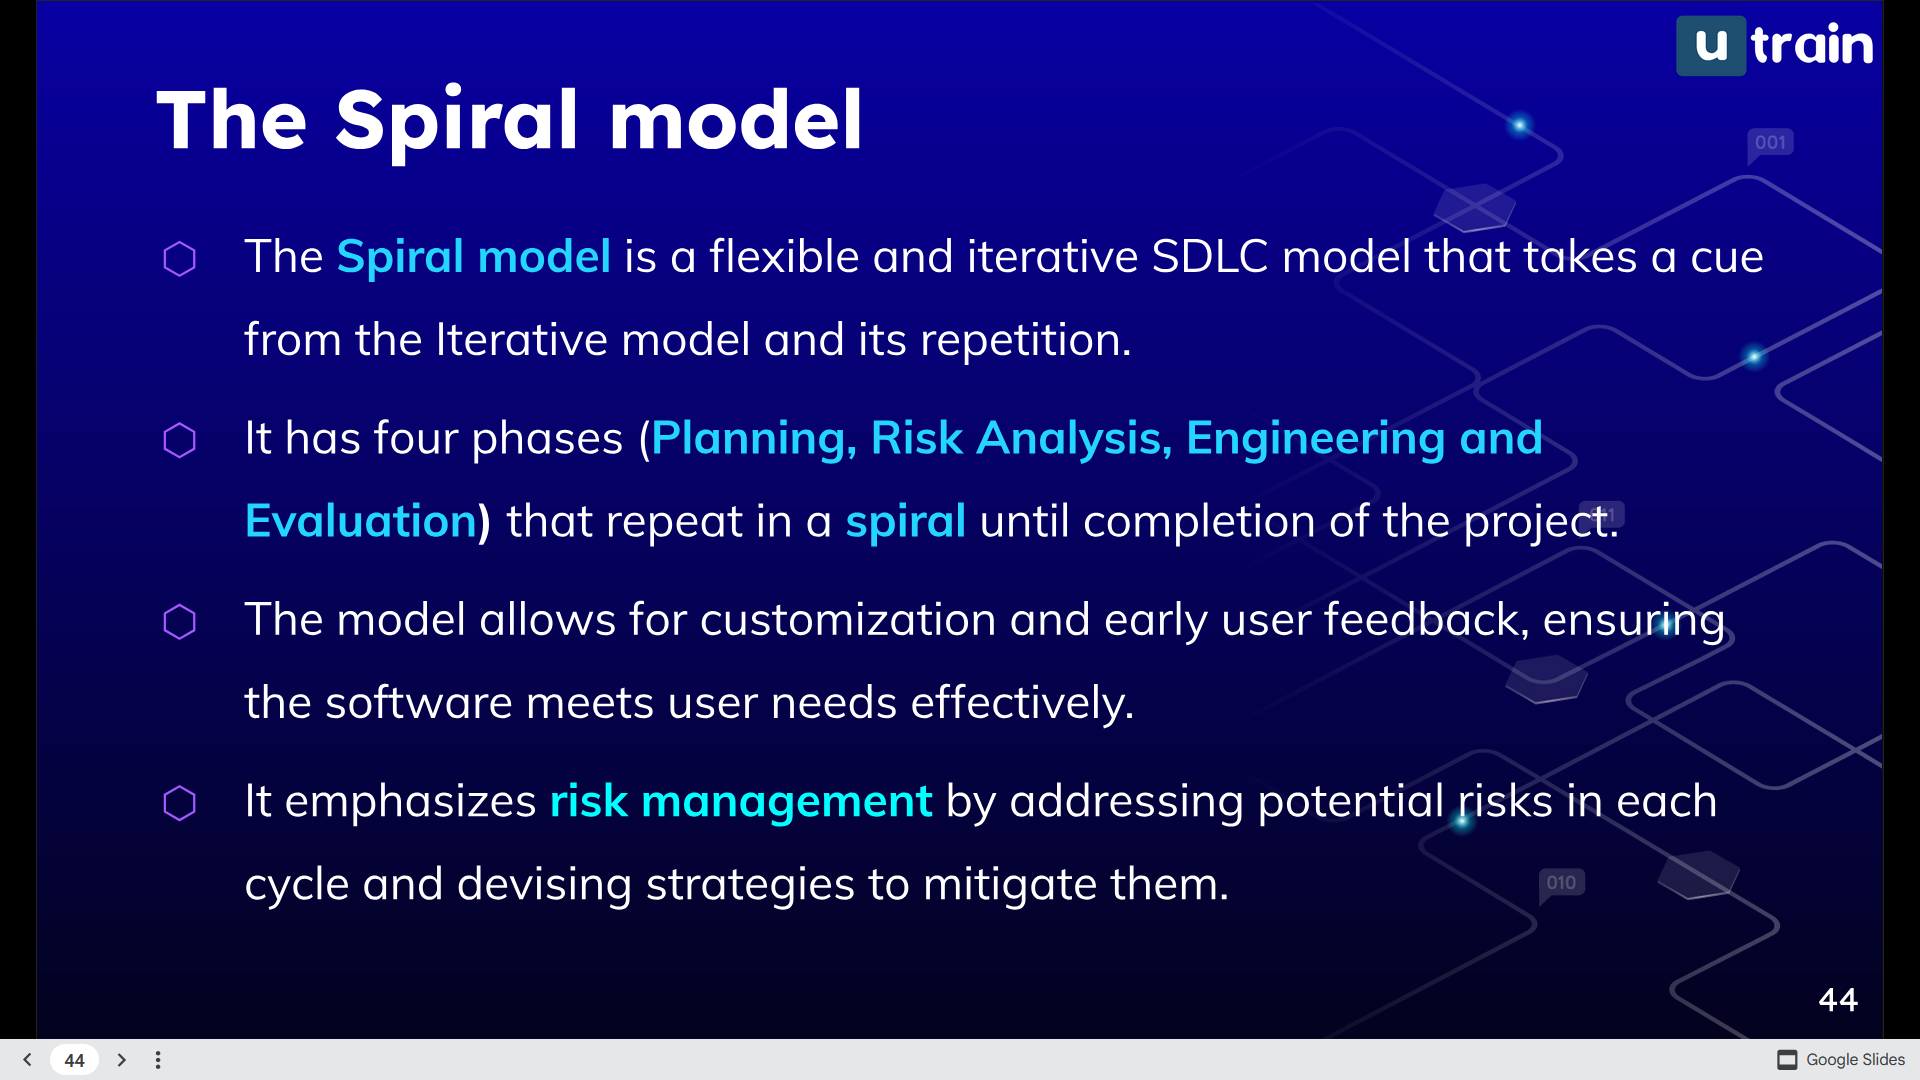 u train
The Spiral model
001
The Spiral model is a flexible and iterative SDLC model that takes a cue
from the Iterative model and its repetition.
It has four phases (Planning, Risk Analysis, Engineering and
Evaluation) that repeat in a spiral until completion of the project.
The model allows for customization and early user feedback, ensuring
the software meets user needs effectively.
It emphasizes risk management by addressing potential risks in each
cycle and devising strategies to mitigate them.
010
44
44
Google Slides